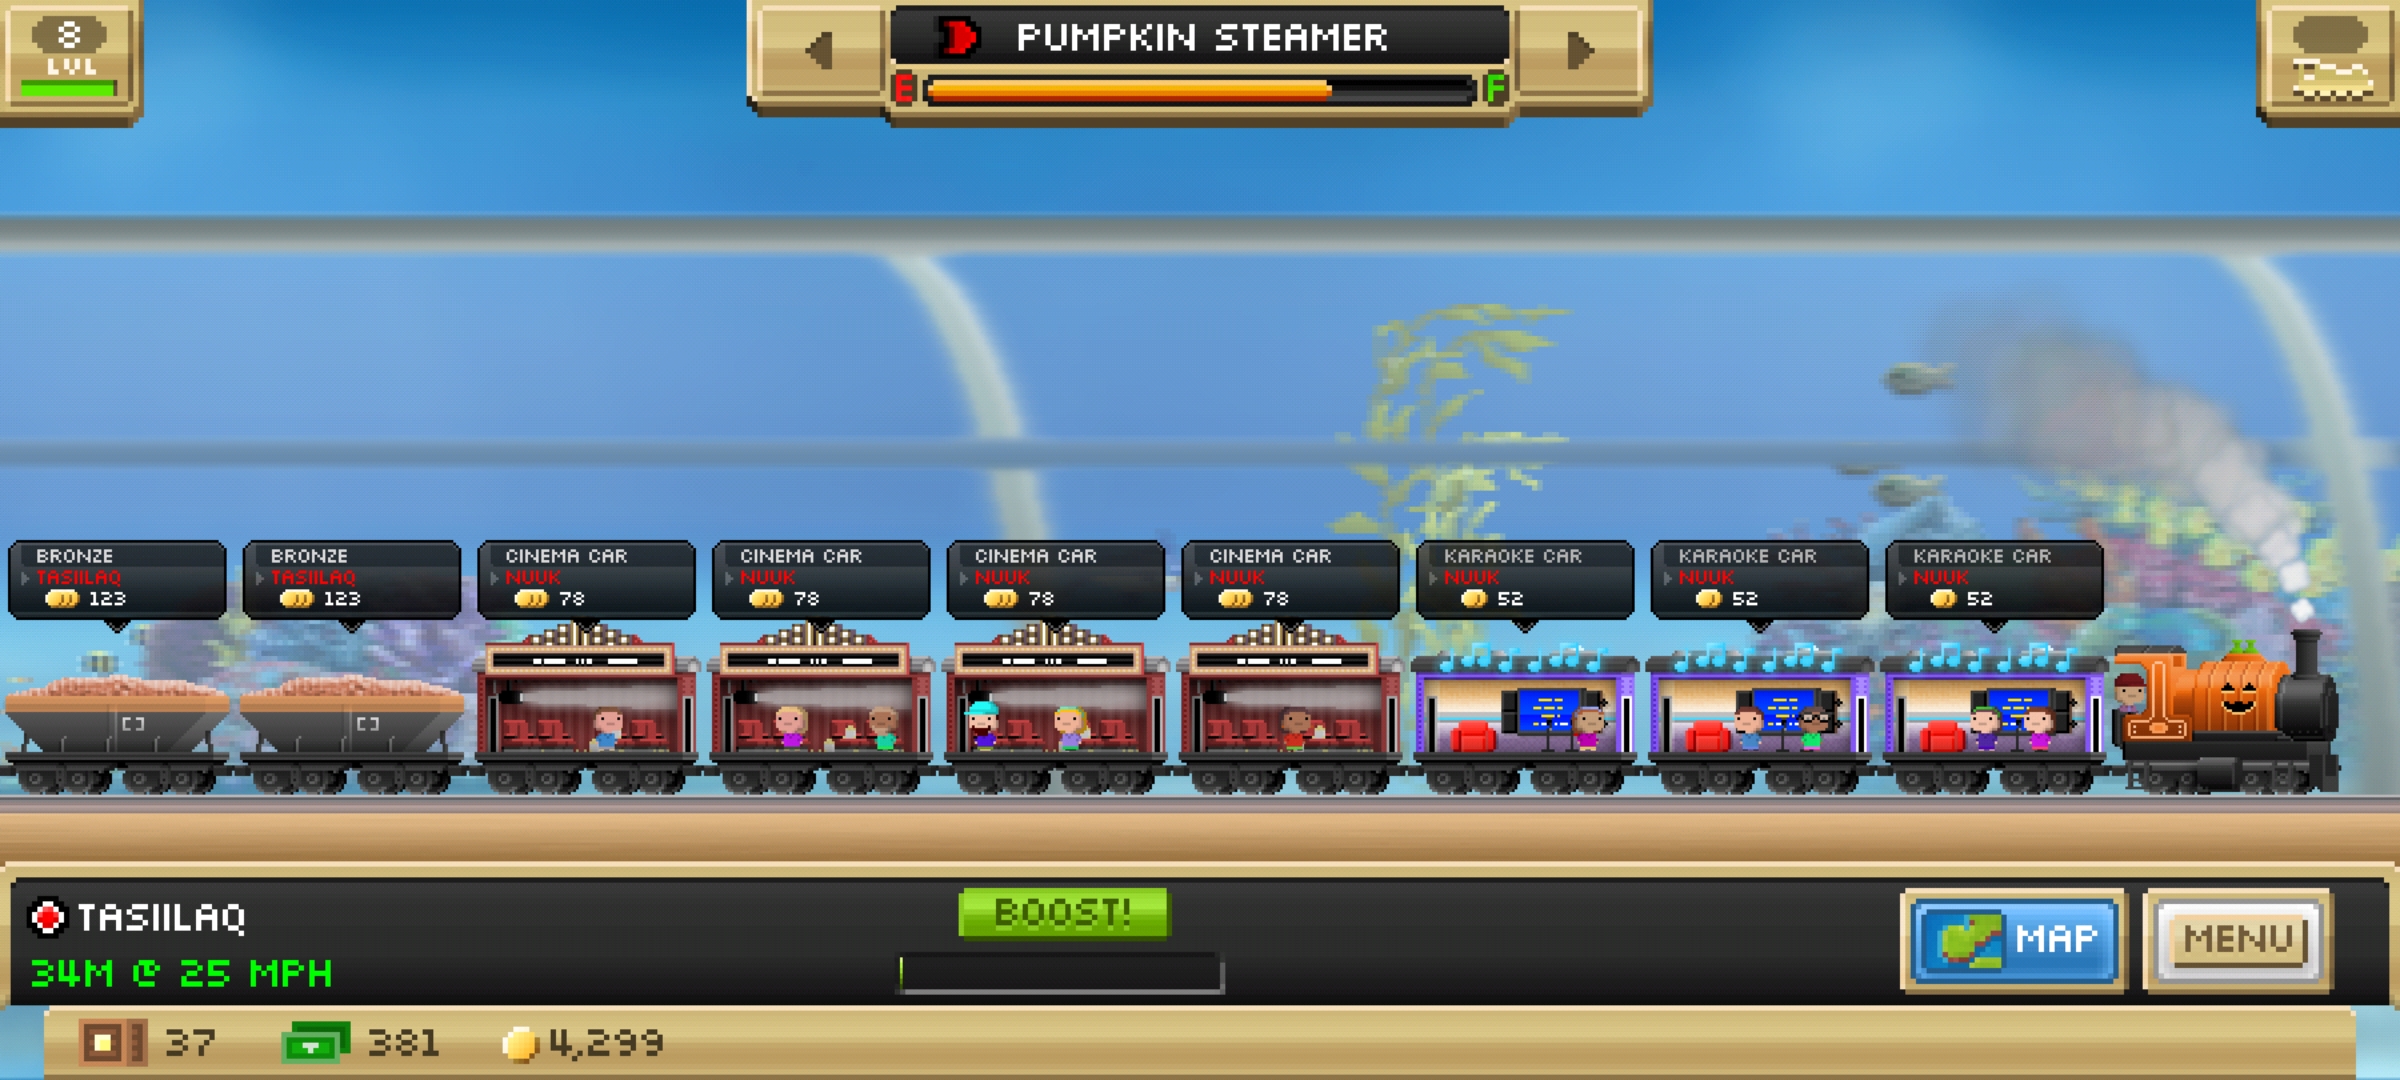 8
LVL
PUMPKIN STEAMER
E F
BRONZE
TASIILAQ
123
BRONZE
TASIILAQ
123
CINEMA CAR
NUUK
78
CINEMA CAR
NUUK
78
CINEMA CAR
NUUK
78
CINEMA CAR
NUUK
78
KARAOKE CAR
NUUK
52
KARAOKE CAR
NUUK
52
KARAOKE CAR
NUUK
52
TASIILAQ
34M @ 25 MPH
BOOST!
MAP
MENU
37
381
4,299